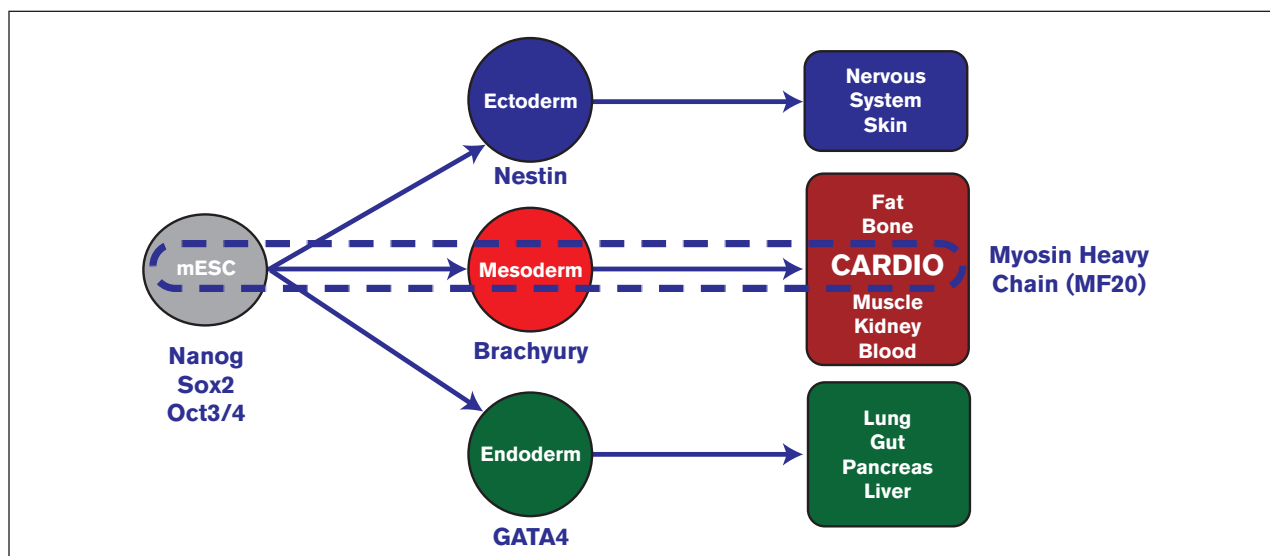 Ectoderm
Nestin
Nervous
System
Skin
mESC
Nanog
Sox2
Oct3/4
Mesoderm
Brachyury
Fat
Bone
CARDIO
Muscle
Kidney
Blood
Myosin Heavy
Chain (MF20)
Endoderm
GATA4
Lung
Gut
Pancreas
Liver